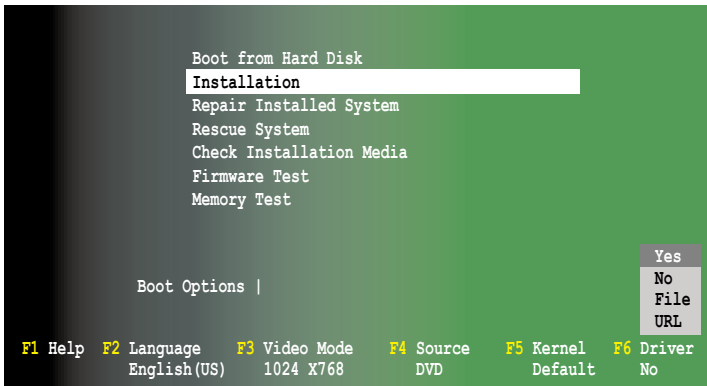 Boot from Hard Disk
Installation
Repair Installed System
Rescue System
Check Installation Media
Firmware Test
Memory Test
Boot Options |
Yes
No
File
URL
F1 Help F2 Language F3 Video Mode F4 Source F5 Kernel F6 Driver
English(US) 1024 X768 DVD Default No